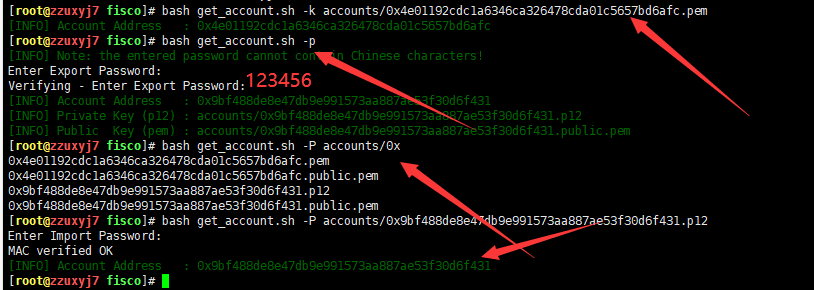 [root@zzuxyj7 fisco]# bash get_account.sh -k accounts/0x4e01192cdc1a6346ca326478cda01c5657bd6afc.pem
[INFO] Account Address   : 0x4e01192cdc1a6346ca326478cda01c5657bd6afc
[root@zzuxyj7 fisco]# bash get_account.sh -p
[INFO] Note: the entered password cannot contain Chinese characters!
Enter Export Password:
Verifying - Enter Export Password:123456
[INFO] Account Address   : 0x9bf488de8e47db9e991573aa887ae53f30d6f431
[INFO] Private Key (p12) : accounts/0x9bf488de8e47db9e991573aa887ae53f30d6f431.p12
[INFO] Public  Key (pem) : accounts/0x9bf488de8e47db9e991573aa887ae53f30d6f431.public.pem
[root@zzuxyj7 fisco]# bash get_account.sh -P accounts/0x
0x4e01192cdc1a6346ca326478cda01c5657bd6afc.pem
0x4e01192cdc1a6346ca326478cda01c5657bd6afc.public.pem
0x9bf488de8e47db9e991573aa887ae53f30d6f431.p12
0x9bf488de8e47db9e991573aa887ae53f30d6f431.public.pem
[root@zzuxyj7 fisco]# bash get_account.sh -P accounts/0x9bf488de8e47db9e991573aa887ae53f30d6f431.p12
Enter Import Password:
MAC verified OK
[INFO] Account Address   : 0x9bf488de8e47db9e991573aa887ae53f30d6f431
[root@zzuxyj7 fisco]#